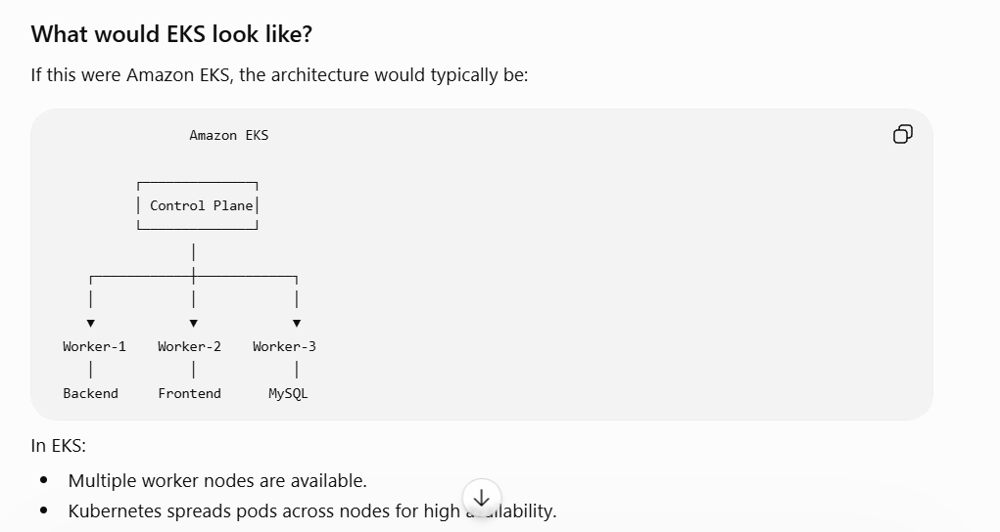 What would EKS look like?
If this were Amazon EKS, the architecture would typically be:
Amazon EKS
Control Plane
Worker-1 Worker-2 Worker-3
Backend Frontend MySQL
In EKS:
Multiple worker nodes are available.
Kubernetes spreads pods across nodes for high availability.